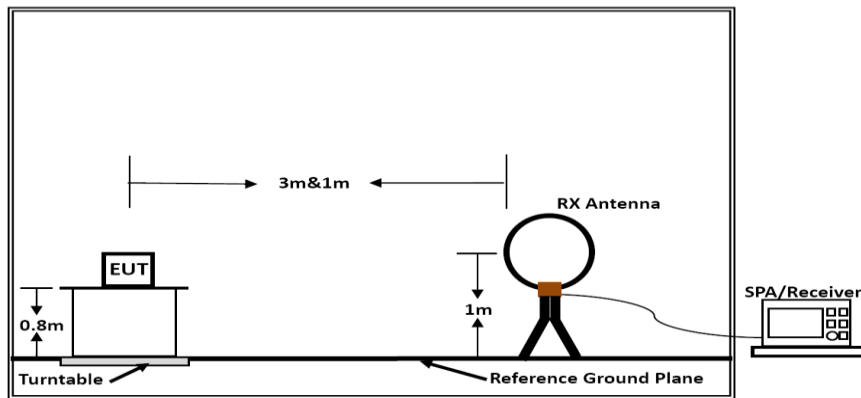 3m&1m
RX Antenna
EUT
SPA/Receiver
0.8m
1m
Turntable
Reference Ground Plane